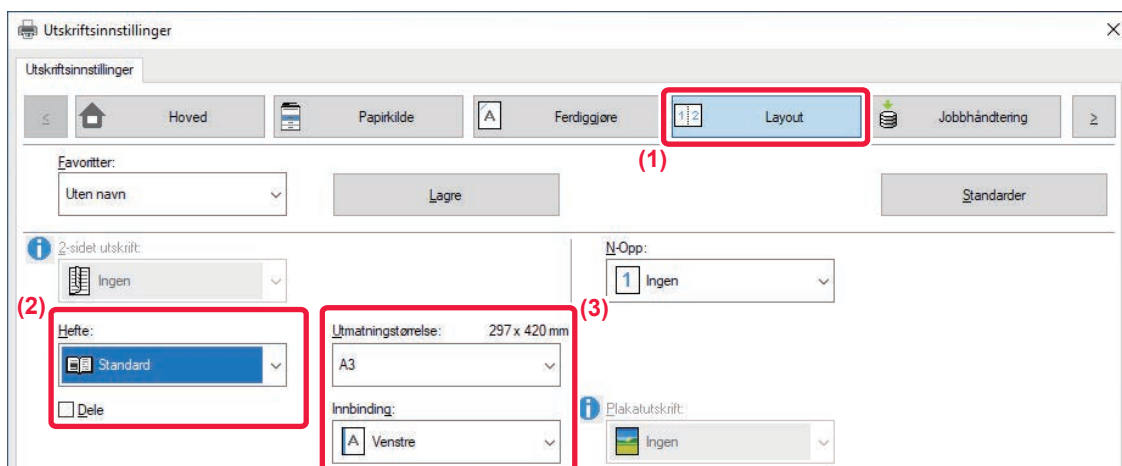 Utskriftsinnstillinger
Utskriftsinnstillinger
< Hoved Papirkilde A Ferdiggjøre 1 2 Layout Jobbhåndtering >
(1)
Favoritter:
Uten navn Lagre Standarder
2-sidet utskrift: N-Opp:
Ingen 1 Ingen
(2) (3)
Hefte: Utmatningstørrelse: 297 x 420 mm
Standard A3
Dele Innbinding: Plakatutskrift:
A Venstre Ingen